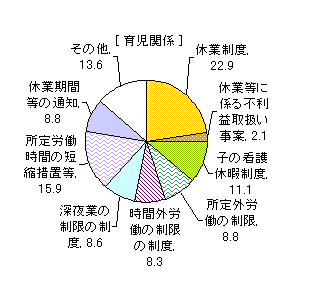 [ 育児関係 ]
休業制度,
22.9
休業等に
係る不利
益取扱い
事案, 2.1
子の看護
休暇制度,
11.1
所定外労
働の制限,
8.8
時間外労
働の制限
の制度,
8.3
深夜業の
制限の制
度, 8.6
所定労働
時間の短
縮措置等,
15.9
休業期間
等の通知,
8.8
その他,
13.6